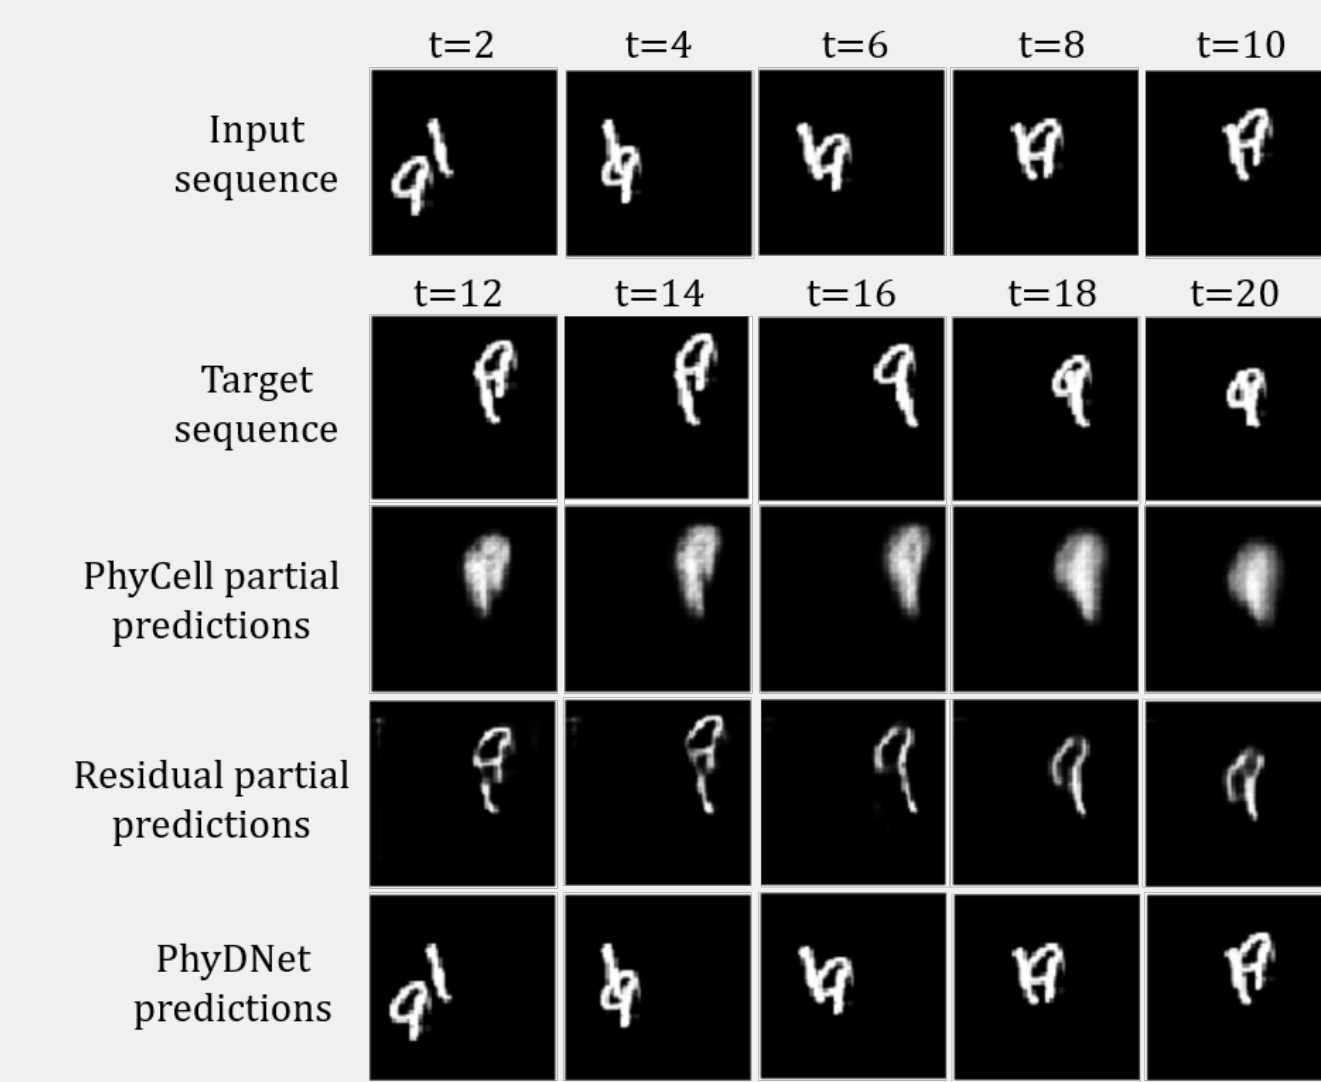 t=2 t=4 t=6 t=8 t=10
Input
sequence
t=12 t=14 t=16 t=18 t=20
Target
sequence
PhyCell partial
predictions
Residual partial
predictions
PhyDNet
predictions